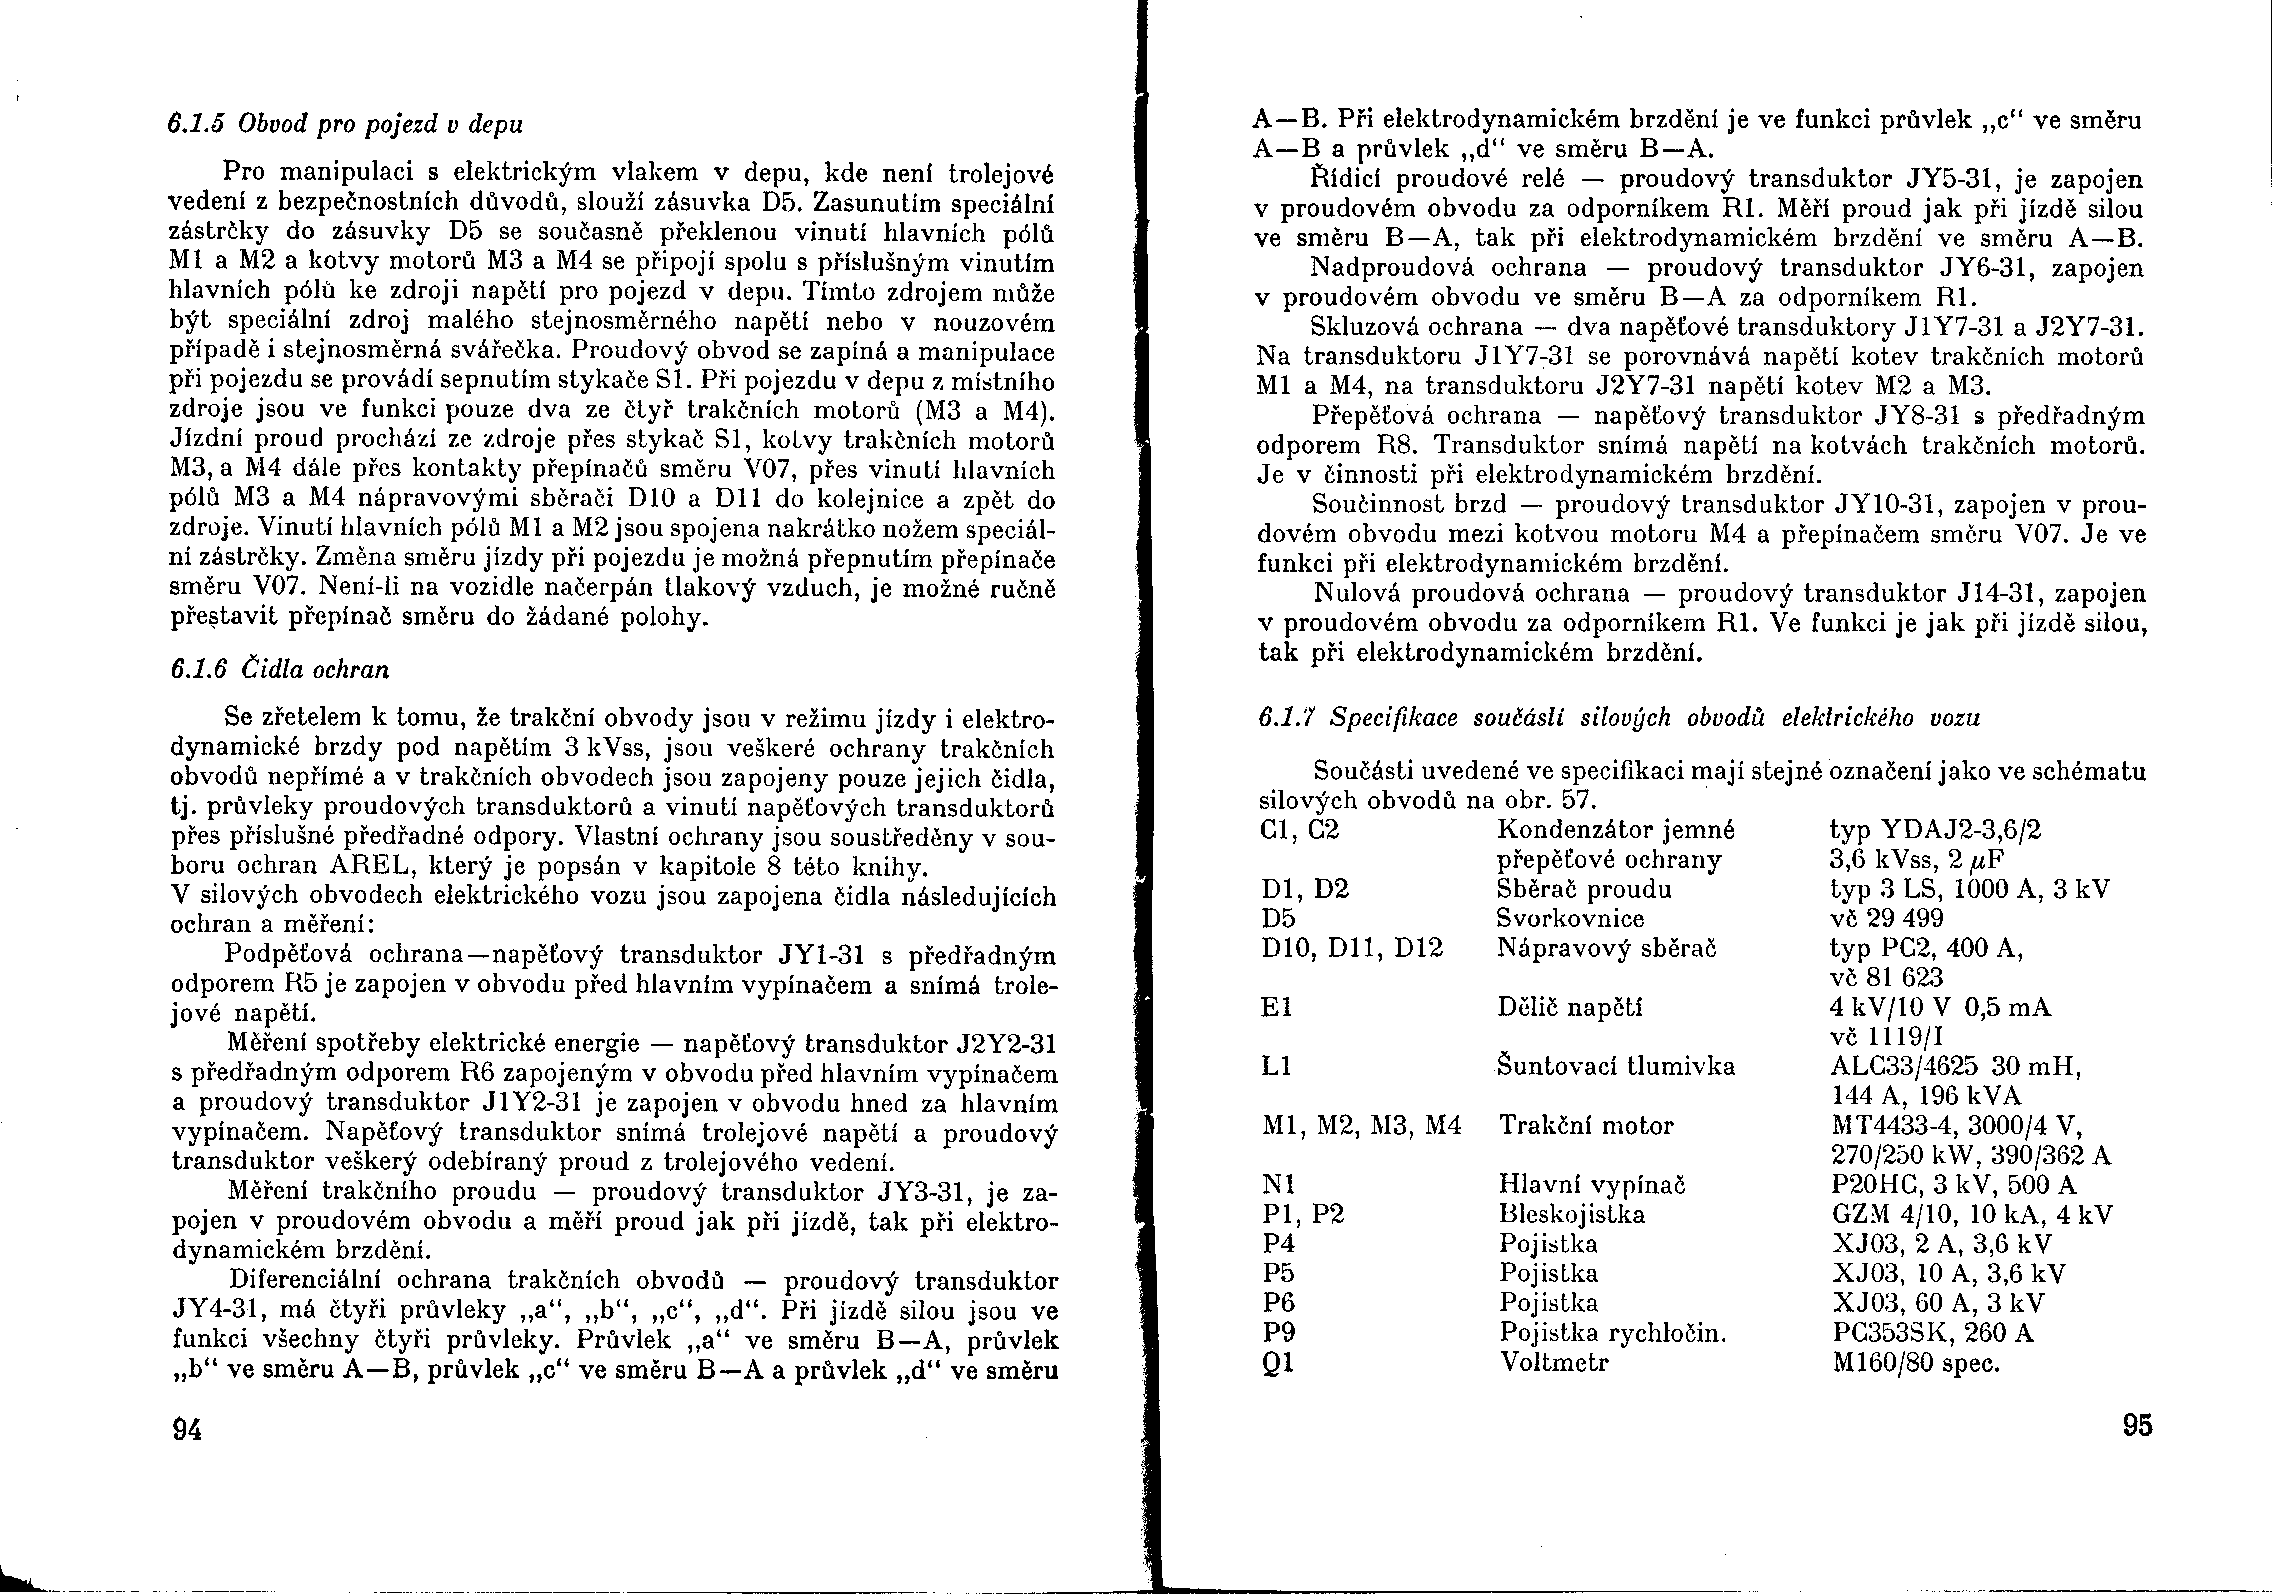 6.1.5 Obvod pro pojezd v depu
Pro manipulaci s elektrickým vlakem v depu, kde není trolejové
vedení z bezpečnostních důvodů, slouží zásuvka D5. Zasunutím speciální
zástrčky do zásuvky D5 se současně překlenou vinutí hlavních pólů
M1 a M2 a kotvy motorů M3 a M4 se připojí spolu s příslušným vinutím
hlavních pólů ke zdroji napětí pro pojezd v depu. Tímto zdrojem může
být speciální zdroj malého stejnosměrného napětí nebo v nouzovém
případě i stejnosměrná svářečka. Proudový obvod se zapíná a manipulace
při pojezdu se provádí sepnutím stykače S1. Při pojezdu v depu z místního
zdroje jsou ve funkci pouze dva ze čtyř trakčních motorů (M3 a M4).
Jízdní proud prochází ze zdroje přes stykač S1, kotvy trakčních motorů
M3, a M4 dále přes kontakty přepínačů směru V07, přes vinutí hlavních
pólů M3 a M4 nápravovými sběrači D10 a D11 do kolejnice a zpět do
zdroje. Vinutí hlavních pólů M1 a M2 jsou spojena nakrátko nožem speciál-
ní zástrčky. Změna směru jízdy při pojezdu je možná přepnutím přepínače
směru V07. Není-li na vozidle načerpán tlakový vzduch, je možné ručně
přestavit přepínač směru do žádané polohy.
6.1.6 Čidla ochran
Se zřetelem k tomu, že trakční obvody jsou v režimu jízdy i elektro-
dynamické brzdy pod napětím 3 kVss, jsou veškeré ochrany trakčních
obvodů nepřímé a v trakčních obvodech jsou zapojeny pouze jejich čidla,
tj. průvleky proudových transduktorů a vinutí napěťových transduktorů
přes příslušné předřadné odpory. Vlastní ochrany jsou soustředěny v sou-
boru ochran AREL, který je popsán v kapitole 8 této knihy.
V silových obvodech elektrického vozu jsou zapojena čidla následujících
ochran a měření:
Podpěťová ochrana—napěťový transduktor JY1-31 s předřadným
odporem R5 je zapojen v obvodu před hlavním vypínačem a snímá trole-
jové napětí.
Měření spotřeby elektrické energie — napěťový transduktor J2Y2-31
s předřadným odporem R6 zapojeným v obvodu před hlavním vypínačem
a proudový transduktor J1Y2-31 je zapojen v obvodu hned za hlavním
vypínačem. Napěťový transduktor snímá trolejové napětí a proudový
transduktor veškerý odebíraný proud z trolejového vedení.
Měření trakčního proudu — proudový transduktor JY3-31, je za-
pojen v proudovém obvodu a měří proud jak při jízdě, tak při elektro-
dynamickém brzdění.
Diferenciální ochrana trakčních obvodů — proudový transduktor
JY4-31, má čtyři průvleky „a“, „b“, „c“, „d“. Při jízdě silou jsou ve
funkci všechny čtyři průvleky. Průvlek „a“ ve směru B—A, průvlek
„b“ ve směru A—B, průvlek „c“ ve směru B—A a průvlek „d“ ve směru
94
A—B. Při elektrodynamickém brzdění je ve funkci průvlek „c“ ve směru
A—B a průvlek „d“ ve směru B—A.
Řídicí proudové relé — proudový transduktor JY5-31, je zapojen
v proudovém obvodu za odporníkem R1. Měří proud jak při jízdě silou
ve směru B—A, tak při elektrodynamickém brzdění ve směru A—B.
Nadproudová ochrana — proudový transduktor JY6-31, zapojen
v proudovém obvodu ve směru B—A za odporníkem R1.
Skluzová ochrana — dva napěťové transduktory J1Y7-31 a J2Y7-31.
Na transduktoru J1Y7-31 se porovnává napětí kotev trakčních motorů
M1 a M4, na transduktoru J2Y7-31 napětí kotev M2 a M3.
Přepěťová ochrana — napěťový transduktor JY8-31 s předřadným
odporem R8. Transduktor snímá napětí na kotvách trakčních motorů.
Je v činnosti při elektrodynamickém brzdění.
Součinnost brzd — proudový transduktor JY10-31, zapojen v prou-
dovém obvodu mezi kotvou motoru M4 a přepínačem směru V07. Je ve
funkci při elektrodynamickém brzdění.
Nulová proudová ochrana — proudový transduktor J14-31, zapojen
v proudovém obvodu za odporníkem R1. Ve funkci je jak při jízdě silou,
tak při elektrodynamickém brzdění.
6.1.7 Specifikace součástí silových obvodů elektrického vozu
Součásti uvedené ve specifikaci mají stejné označení jako ve schématu
silových obvodů na obr. 57.
C1, C2 Kondenzátor jemné typ YDAJ2-3,6/2
přepěťové ochrany 3,6 kVss, 2 μF
D1, D2 Sběrač proudu typ 3 LS, 1000 A, 3 kV
D5 Svorkovnice vč 29 499
D10, D11, D12 Nápravový sběrač typ PC2, 400 A,
vč 81 623
E1 Dělič napětí 4 kV/10 V 0,5 mA
vč 1119/I
L1 Šuntovací tlumivka ALC33/4625 30 mH,
144 A, 196 kVA
M1, M2, M3, M4 Trakční motor MT4433-4, 3000/4 V,
270/250 kW, 390/362 A
N1 Hlavní vypínač P20HC, 3 kV, 500 A
P1, P2 Bleskojistka GZM 4/10, 10 kA, 4 kV
P4 Pojistka XJ03, 2 A, 3,6 kV
P5 Pojistka XJ03, 10 A, 3,6 kV
P6 Pojistka XJ03, 60 A, 3 kV
P9 Pojistka rychločin. PC353SK, 260 A
Q1 Voltmetr M160/80 spec.
95